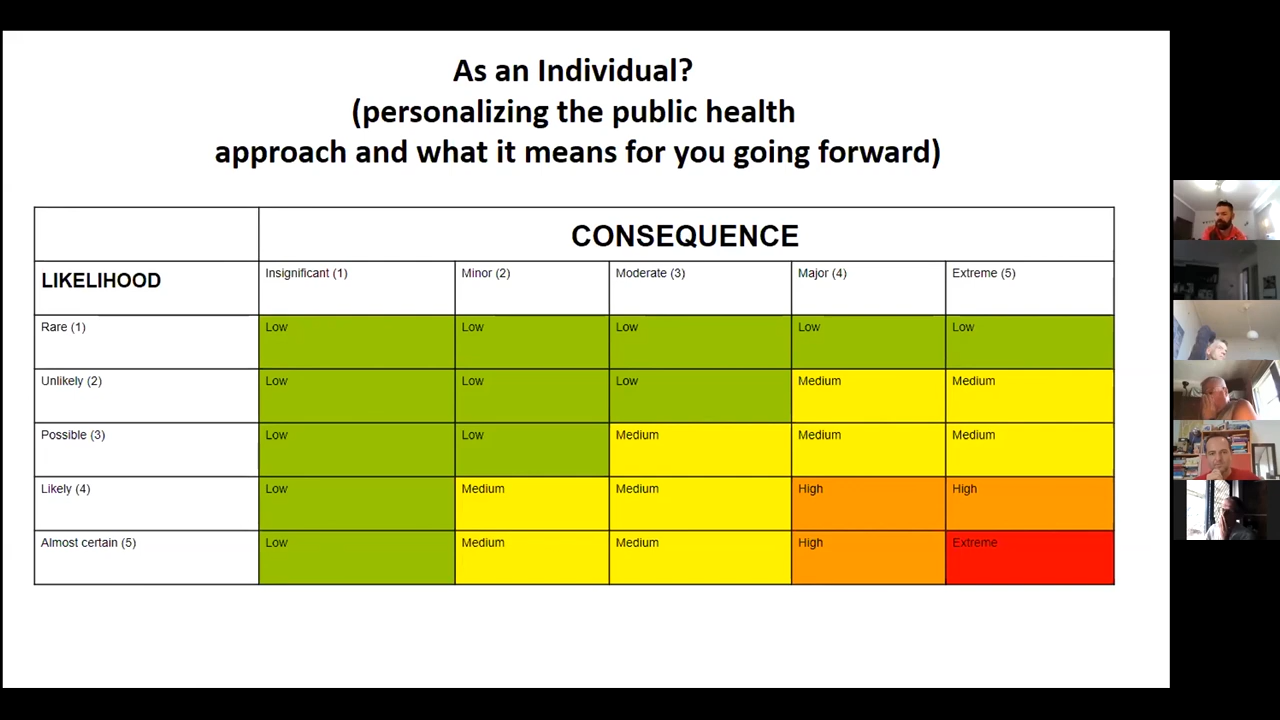 As an Individual?
(personalizing the public health
approach and what it means for you going forward)
CONSEQUENCE
LIKELIHOOD Insignificant (1) Minor (2) Moderate (3) Major (4) Extreme (5)
Rare (1) Low Low Low Low Low
Unlikely (2) Low Low Low Medium Medium
Possible (3) Low Low Medium Medium Medium
Likely (4) Low Medium Medium High High
Almost certain (5) Low Medium Medium High Extreme